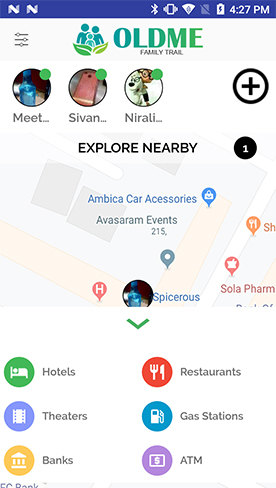 4:27 PM
OLDME
FAMILY TRAIL
Meet... Sivan... Nirali...
EXPLORE NEARBY 1
Ambica Car Acessories
Avasaram Events
215,
Sh
Sola Pharm
H
Spicerous
Hotels Restaurants
Theaters Gas Stations
Banks ATM
FC Bank